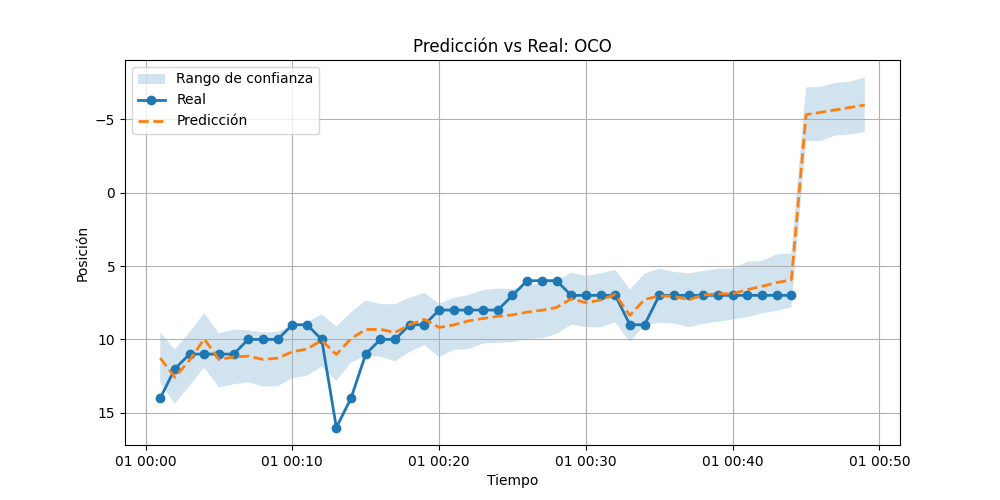 Predicción vs Real: OCO
Rango de confianza
Real
Predicción
Posición
−5
0
5
10
15
01 00:00
01 00:10
01 00:20
01 00:30
01 00:40
01 00:50
Tiempo